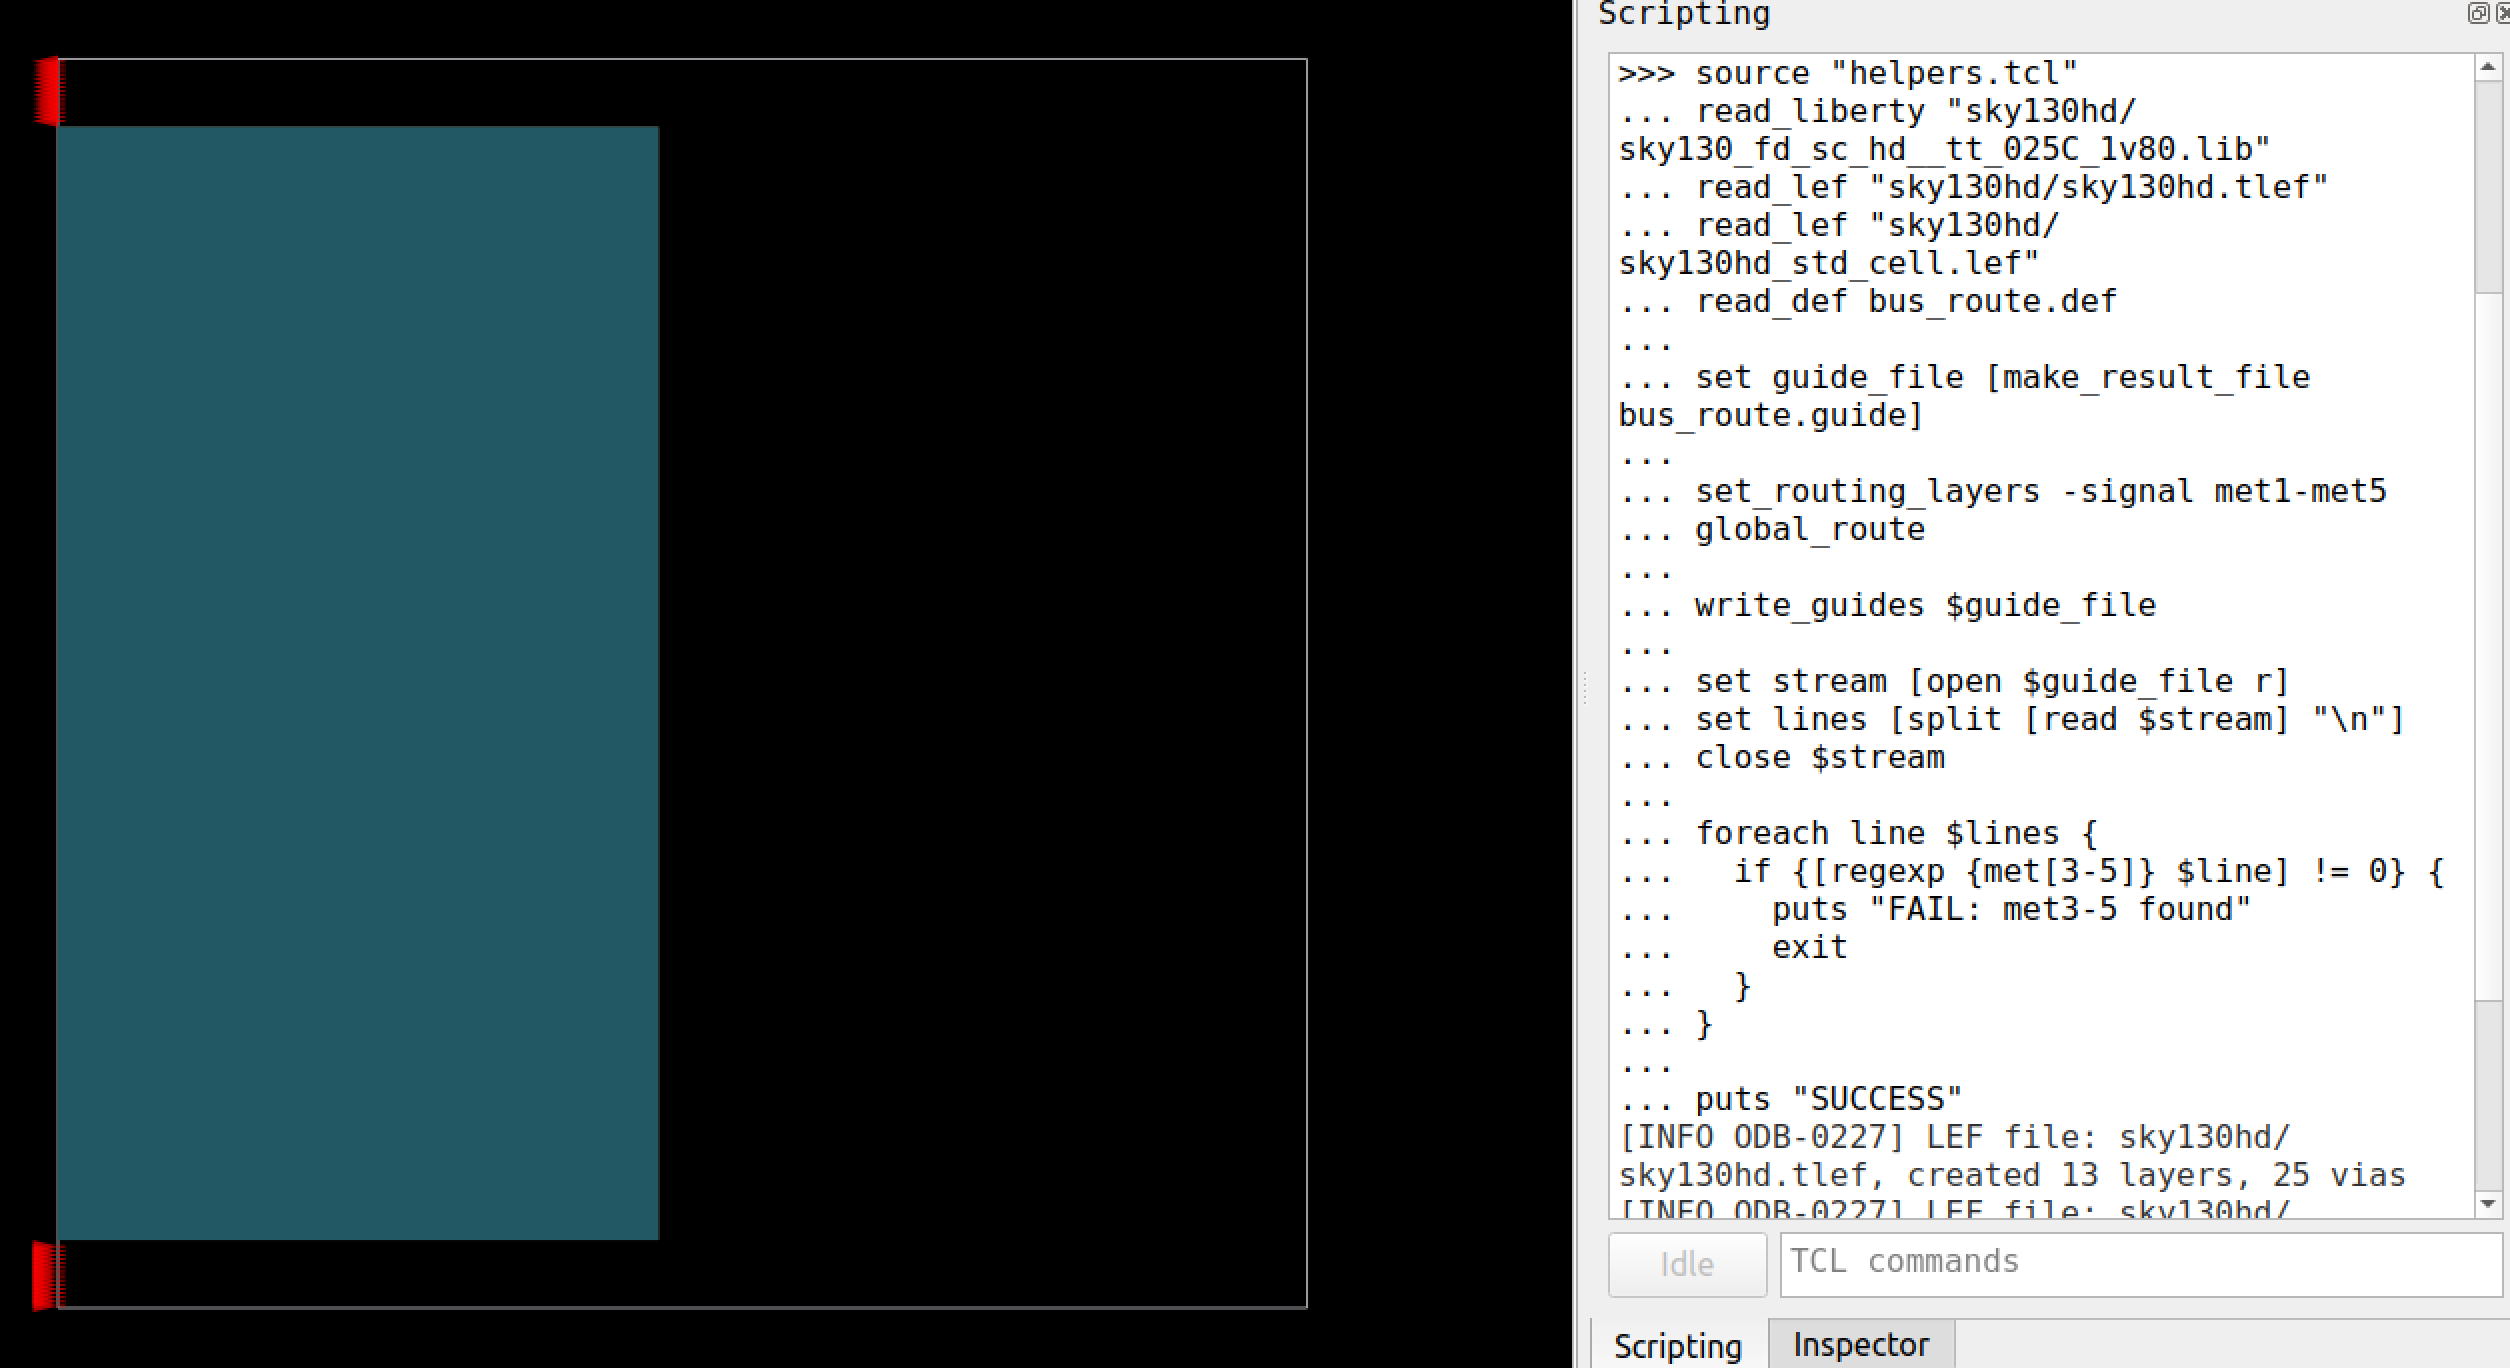 Scripting
>>> source "helpers.tcl"
... read_liberty "sky130hd/
sky130_fd_sc_hd__tt_025C_1v80.lib"
... read_lef "sky130hd/sky130hd.tlef"
... read_lef "sky130hd/
sky130hd_std_cell.lef"
... read_def bus_route.def
...
... set guide_file [make_result_file
bus_route.guide]
...
... set_routing_layers -signal met1-met5
... global_route
...
... write_guides $guide_file
...
... set stream [open $guide_file r]
... set lines [split [read $stream] "\n"]
... close $stream
...
... foreach line $lines {
...   if {[regexp {met[3-5]} $line] != 0} {
...     puts "FAIL: met3-5 found"
...     exit
...   }
... }
...
... puts "SUCCESS"
[INFO ODB-0227] LEF file: sky130hd/
sky130hd.tlef, created 13 layers, 25 vias
[INFO ODB-0227] LEF file: sky130hd/
Idle
TCL commands
Scripting
Inspector